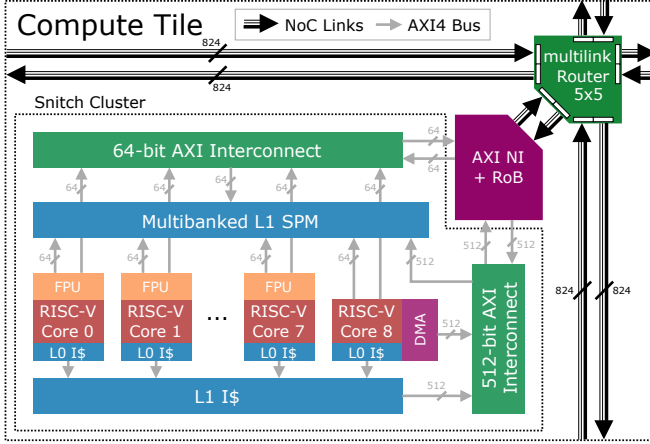 Compute Tile
NoC Links
AXI4 Bus
824
824
multilink
Router
5x5
Snitch Cluster
64-bit AXI Interconnect
64
64
AXI NI
+ RoB
64
64
64
64
64
Multibanked L1 SPM
64
64
64
64
512
512
512
FPU
FPU
FPU
RISC-V
Core 0
RISC-V
Core 1
...
RISC-V
Core 7
RISC-V
Core 8
DMA
512
512-bit AXI
Interconnect
824
824
L0 I$
L0 I$
L0 I$
L0 I$
L1 I$
512